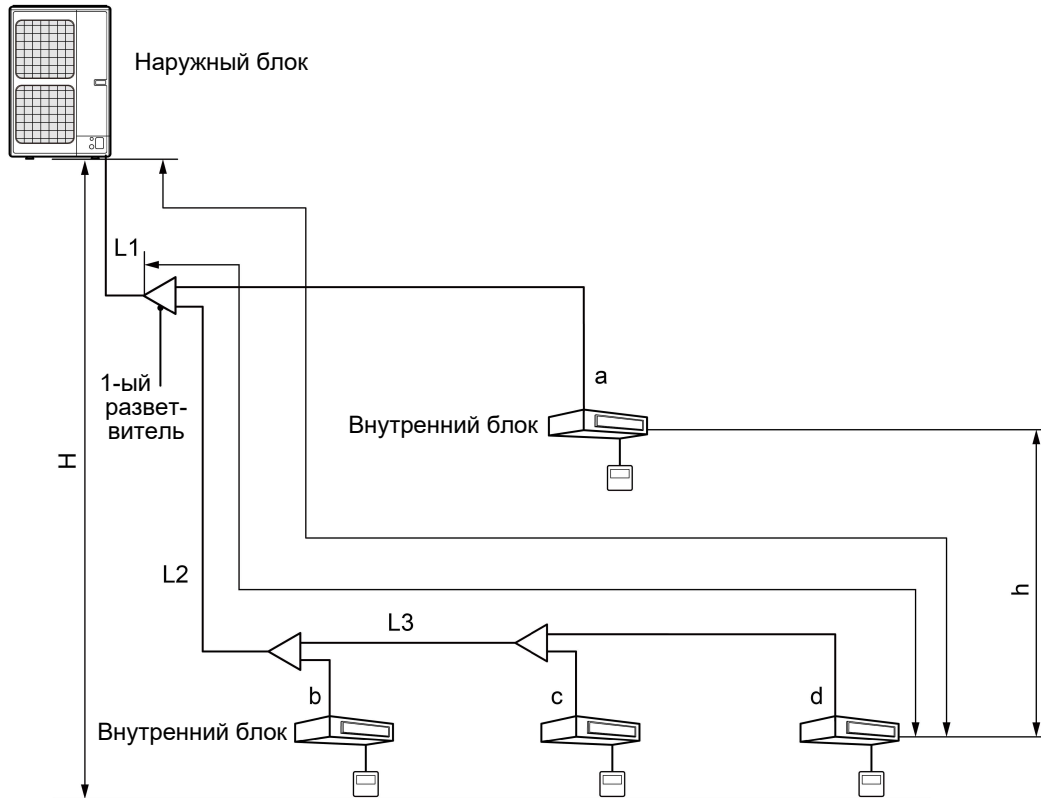 Наружный блок
L1
1-ый
развет-
витель
a
Внутренний блок
H
h
L2
L3
b
c
d
Внутренний блок